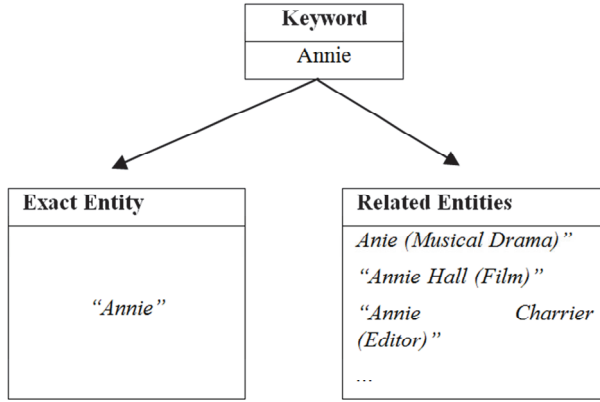 Keyword
Annie
Exact Entity
“Annie”
Related Entities
Anie (Musical Drama)”
“Annie Hall (Film)”
“Annie Charrier
(Editor)”
...